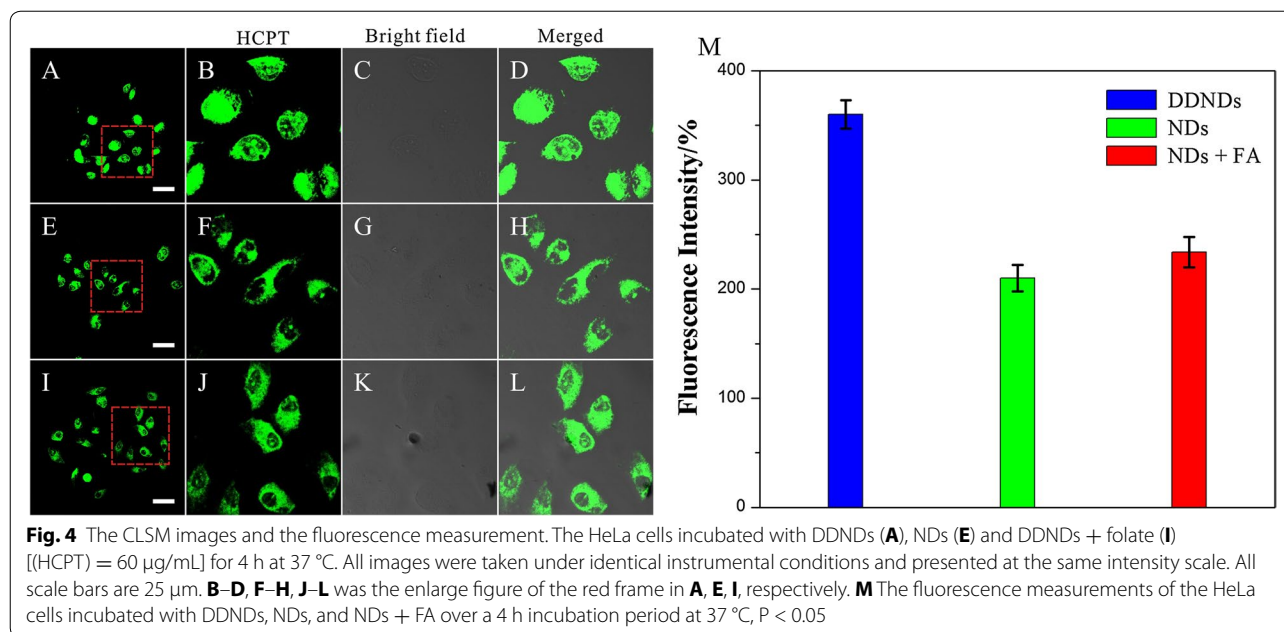 HCPT Bright field Merged
A B C D
E F G H
I J K L
M
400
300
200
100
0
Fluorescence Intensity/%
DDNDs
NDs
NDs + FA
Fig. 4 The CLSM images and the fluorescence measurement. The HeLa cells incubated with DDNDs (A), NDs (E) and DDNDs + folate (I)
[(HCPT) = 60 μg/mL] for 4 h at 37 °C. All images were taken under identical instrumental conditions and presented at the same intensity scale. All
scale bars are 25 μm. B–D, F–H, J–L was the enlarge figure of the red frame in A, E, I, respectively. M The fluorescence measurements of the HeLa
cells incubated with DDNDs, NDs, and NDs + FA over a 4 h incubation period at 37 °C, P < 0.05